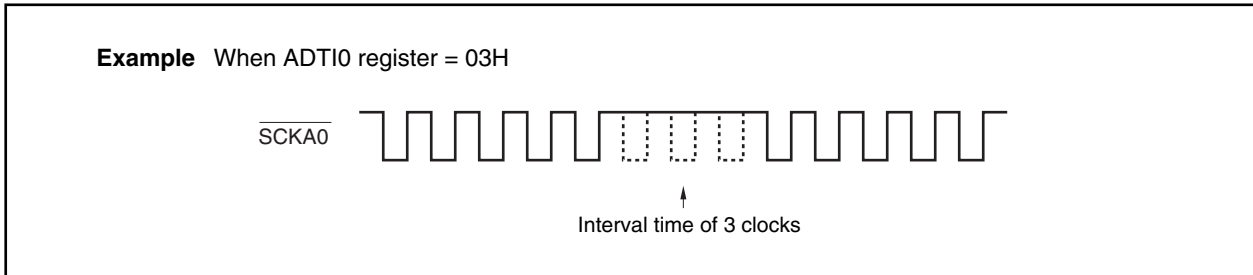 Example When ADTI0 register = 03H
SCKA0
Interval time of 3 clocks